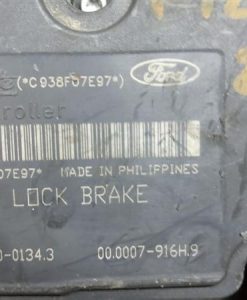 (*C938F07E97*) Ford
roller
07E97* MADE IN PHILIPPINES
LOCK BRAKE
0-0134.3 00.0007-916H.9